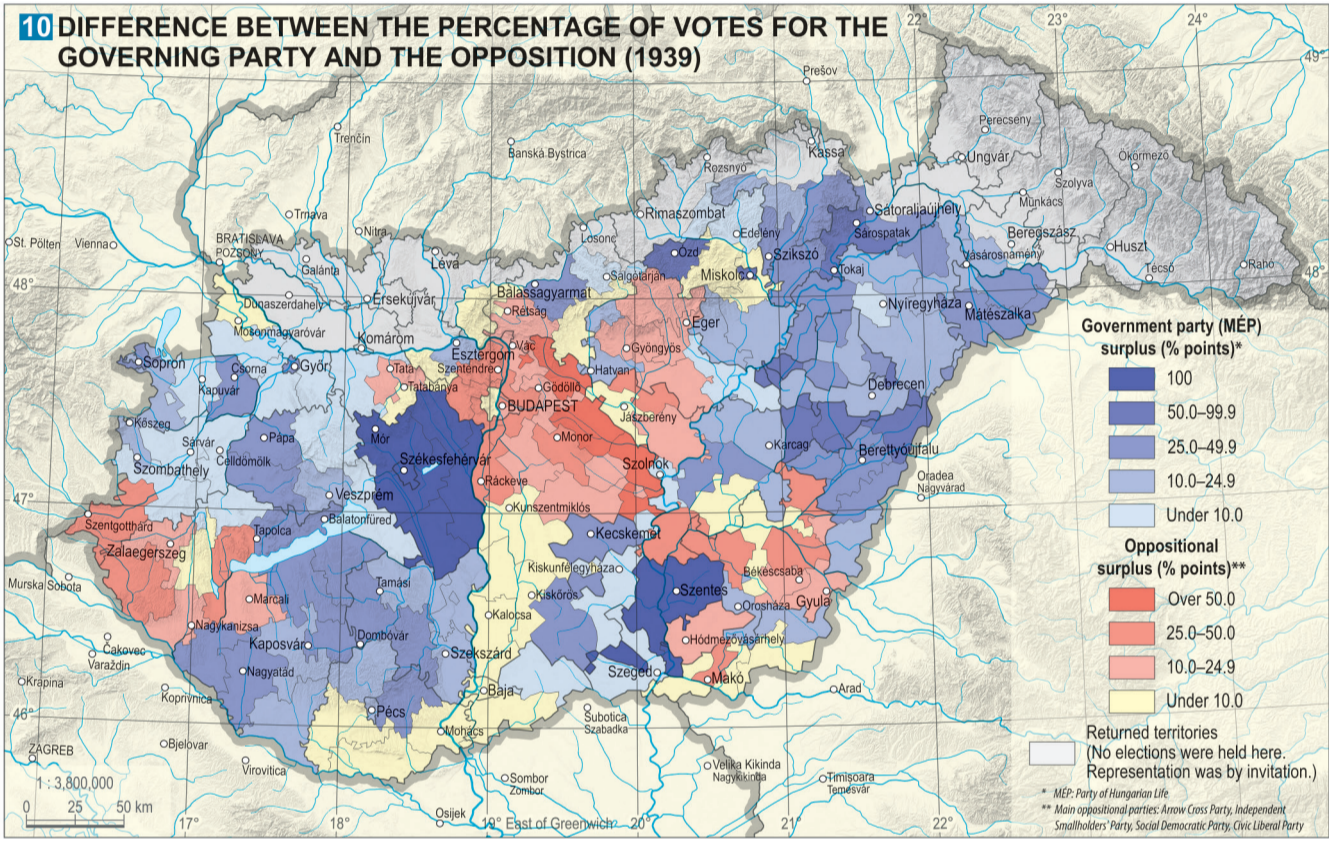 10 DIFFERENCE BETWEEN THE PERCENTAGE OF VOTES FOR THE
GOVERNING PARTY AND THE OPPOSITION (1939)
22°
23°
24°
49°
Prešov
Trenčín
Banská Bystrica
Perecseny
Kassa
Rozsnyó
Ungvár
Ökörmező
Szolyva
Munkács
Trnava
Rimaszombat
Sátoraljaújhely
Nitra
Losonc
Edelény
Sárospatak
Beregszász
St. Pölten
Vienna
BRATISLAVA
POZSONY
Galánta
Léva
Ózd
Szikszó
Vásárosnamény
Huszt
Técső
Rahó
48°
48°
Salgótarján
Miskolc
Tokaj
Dunaszerdahely
Érsekújvár
Balassagyarmat
Nyíregyháza
Mátészalka
Rétság
Mosonmagyaróvár
Komárom
Eger
Vác
Esztergom
Gyöngyös
Sopron
Csorna
Győr
Tata
Szentendre
Hatvan
Kapuvár
Tatabánya
Gödöllő
Debrecen
BUDAPEST
Jászberény
Kőszeg
Mór
Monor
Sárvár
Pápa
Karcag
Berettyóújfalu
Celldömölk
Székesfehérvár
Szolnok
Szombathely
Oradea
Nagyvárad
Ráckeve
Veszprém
47°
47°
Kunszentmiklós
Szentgotthárd
Balatonfüred
Tapolca
Kecskemét
Zalaegerszeg
Kiskunfélegyháza
Békéscsaba
Murska Sobota
Tamási
Szentes
Kiskőrös
Marcali
Orosháza
Gyula
Kalocsa
Nagykanizsa
Čakovec
Dombóvár
Hódmezővásárhely
Kaposvár
Varaždin
Szekszárd
Nagyatád
Szeged
Makó
Krapina
Koprivnica
Baja
Arad
Pécs
46°
46°
Mohács
Subotica
Szabadka
ZAGREB
Bjelovar
Virovitica
Velika Kikinda
Nagykikinda
Sombor
Zombor
Timișoara
Temesvár
Osijek
1 : 3,800,000
0 25 50 km
17°
18°
19° East of Greenwich
20°
21°
22°
Government party (MÉP)
surplus (% points)*
100
50.0–99.9
25.0–49.9
10.0–24.9
Under 10.0
Oppositional
surplus (% points)**
Over 50.0
25.0–50.0
10.0–24.9
Under 10.0
Returned territories
(No elections were held here.
Representation was by invitation.)
* MÉP: Party of Hungarian Life
** Main oppositional parties: Arrow Cross Party, Independent
Smallholders' Party, Social Democratic Party, Civic Liberal Party